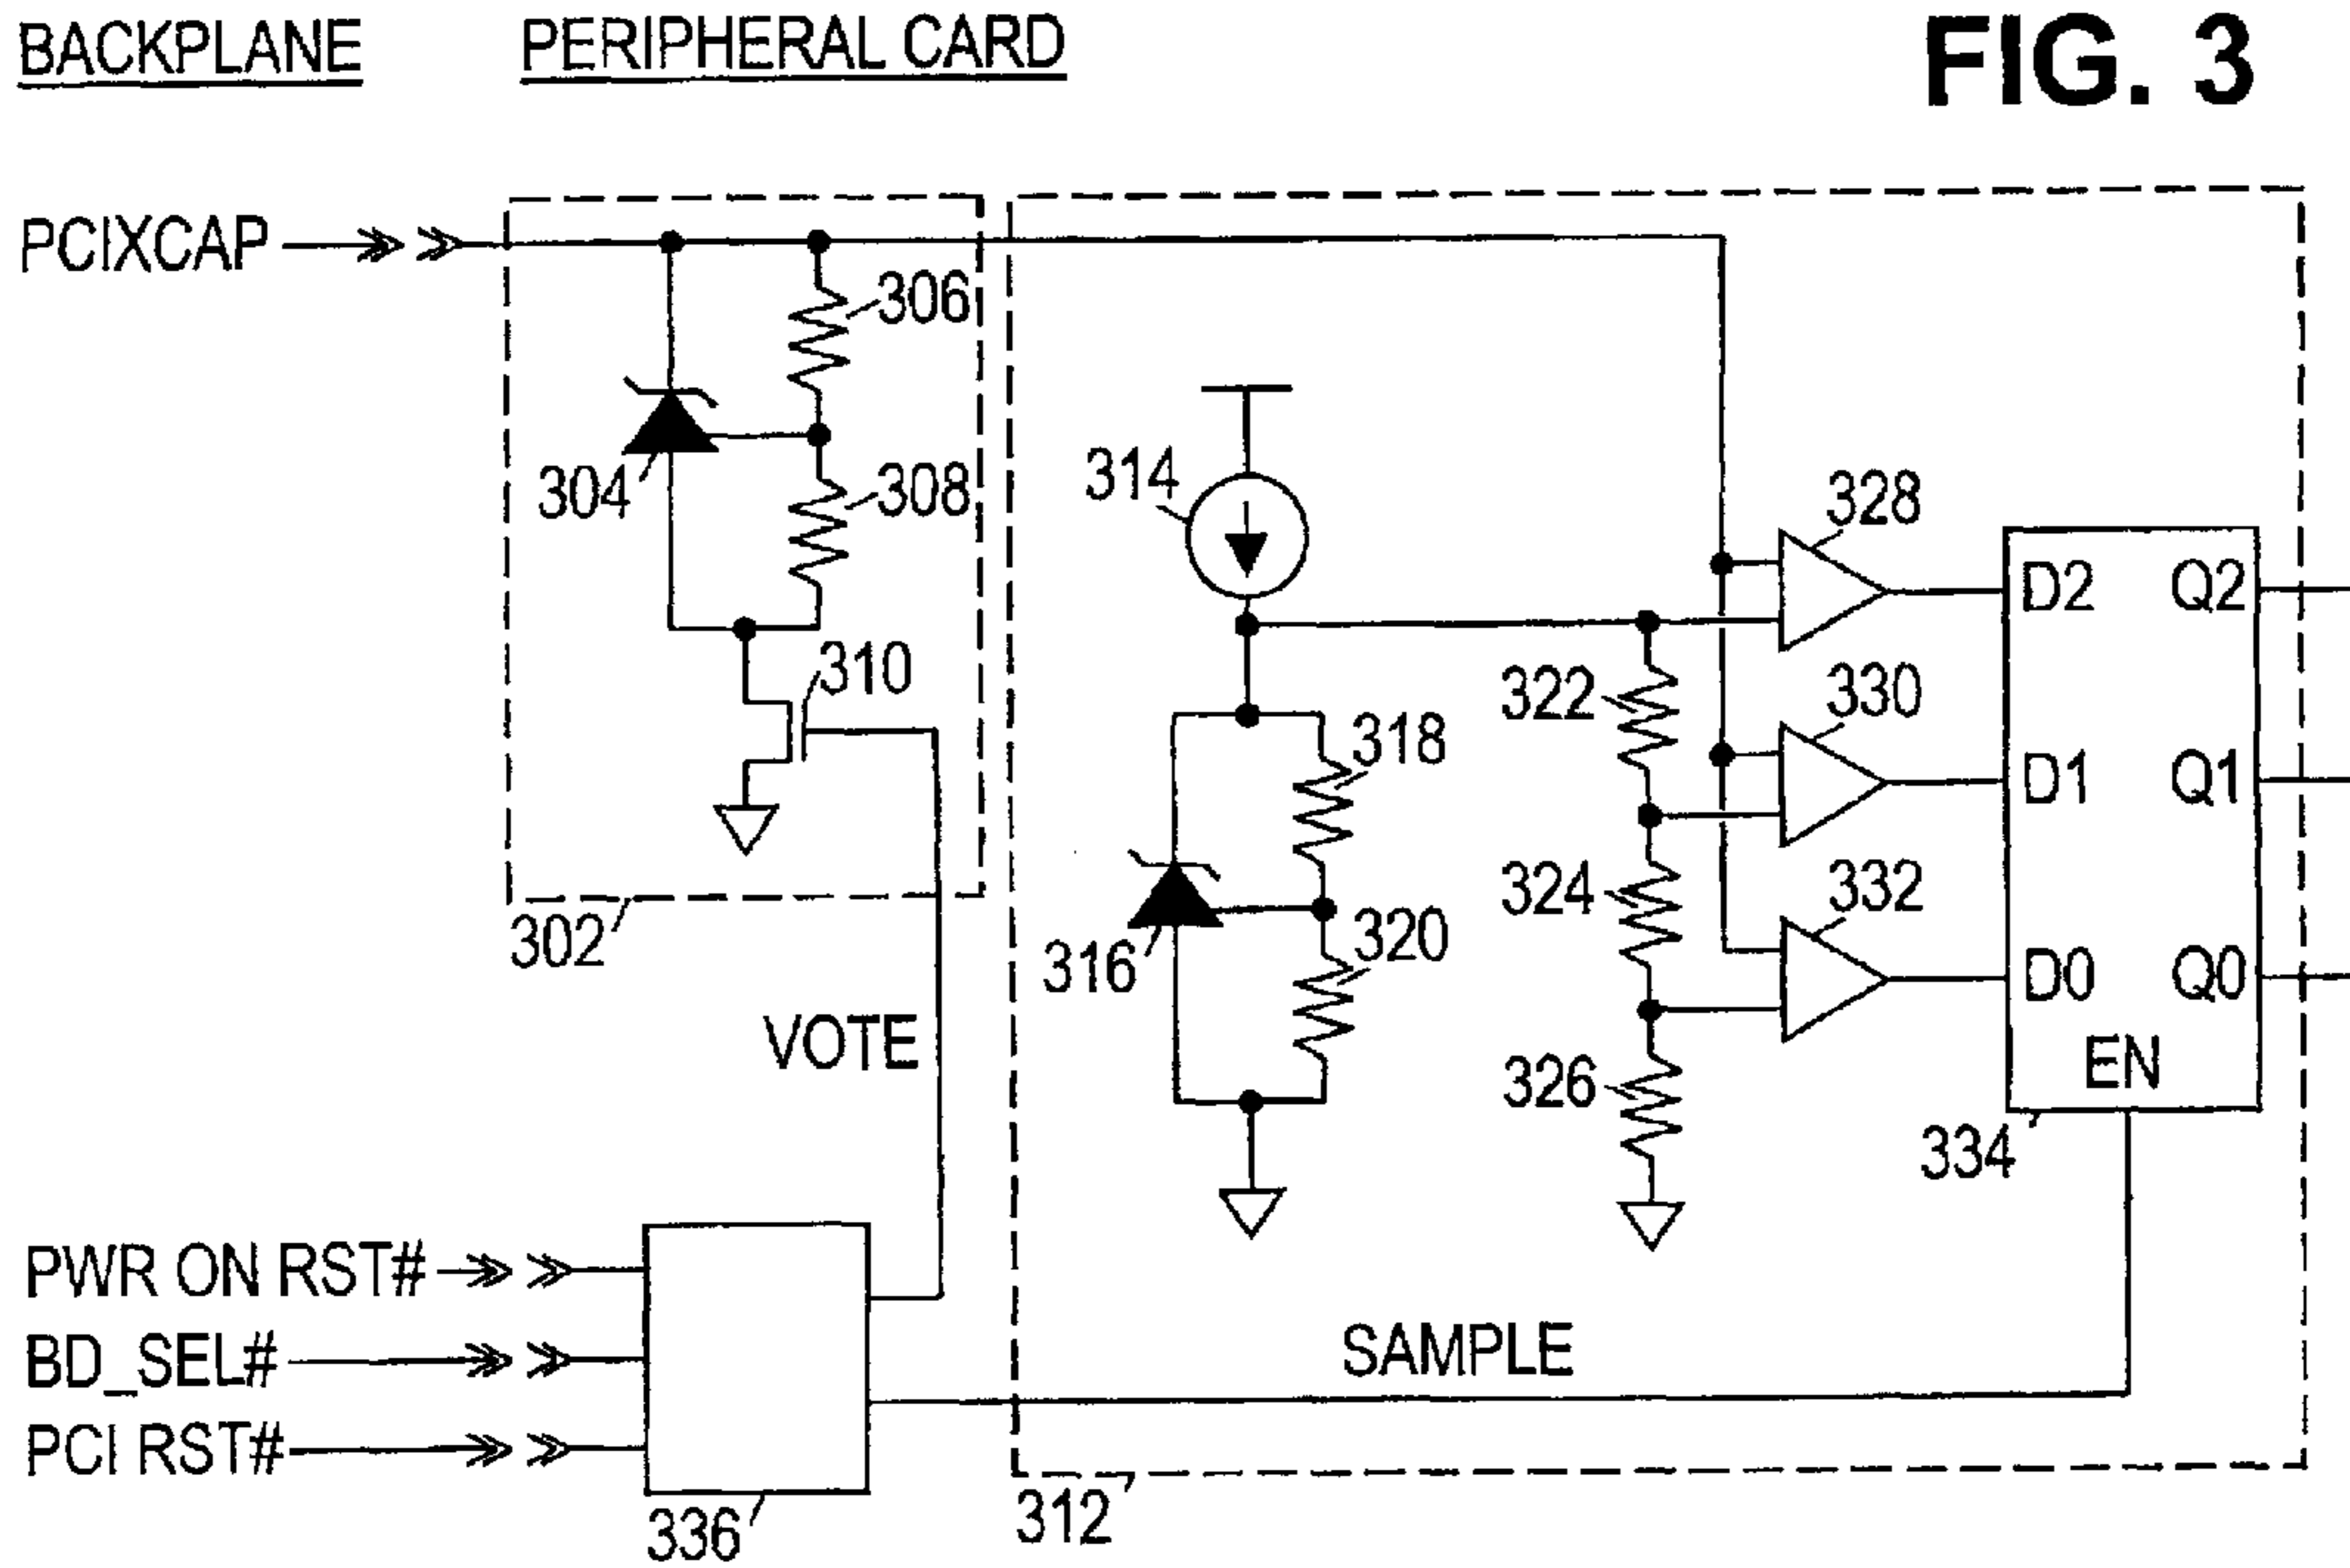 BACKPLANE
PERIPHERAL CARD
FIG. 3
PCIXCAP
306
304
308
310
302
VOTE
314
328
322
330
318
324
332
316
320
326
D2 Q2
D1 Q1
D0 Q0
EN
334
PWR ON RST#
BD_SEL#
PCI RST#
SAMPLE
336
312